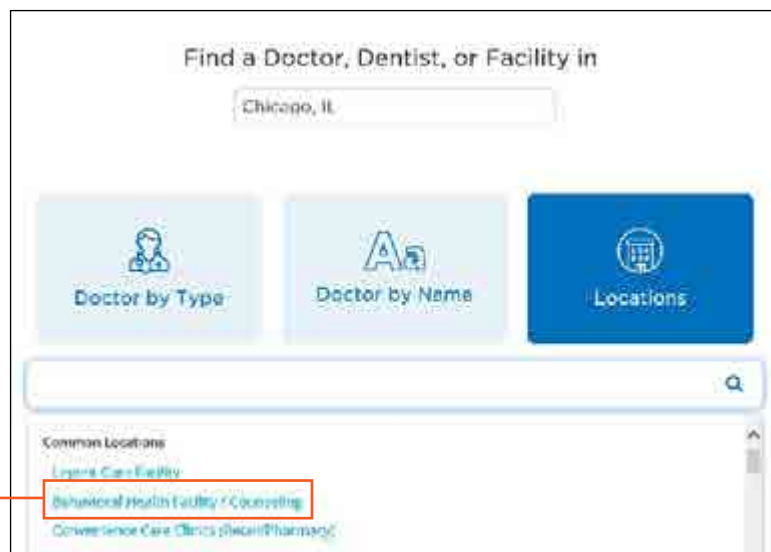 Find a Doctor, Dentist, or Facility in
Chicago, IL
Doctor by Type
Doctor by Name
Locations
Common Locations
Urgent Care Facility
Behavioral Health Facility / Counseling
Convenience Care Clinics (Retail/Pharmacy)